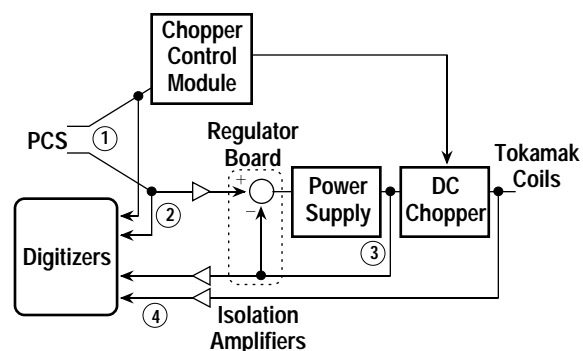 Chopper
Control
Module
PCS
1
Regulator
Board
Tokamak
Coils
+
−
2
Power
Supply
DC
Chopper
3
Digitizers
4
Isolation
Amplifiers